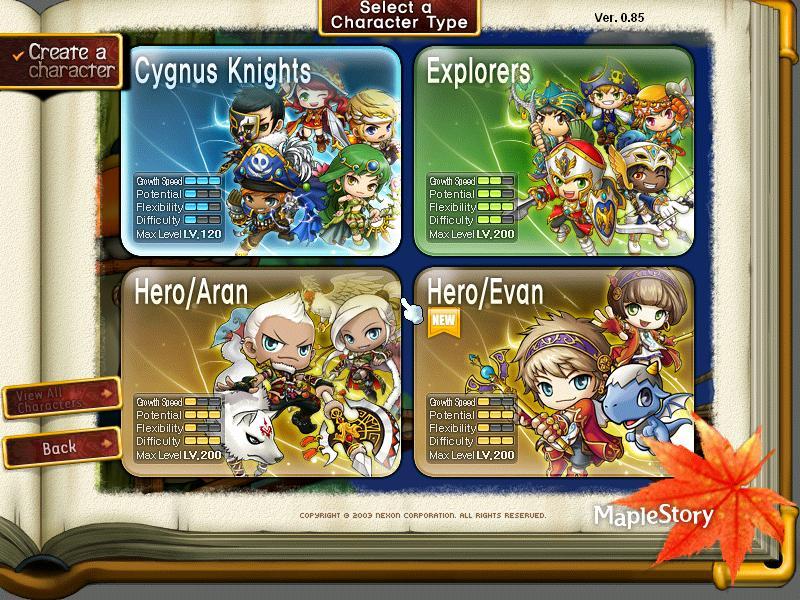 Select a
Character Type
Ver. 0.85
Create a
character
Cygnus Knights
Growth Speed
Potential
Flexibility
Difficulty
Max Level LV,120
Explorers
Growth Speed
Potential
Flexibility
Difficulty
Max Level LV,200
Hero/Aran
Growth Speed
Potential
Flexibility
Difficulty
Max Level LV,200
Hero/Evan
NEW
Growth Speed
Potential
Flexibility
Difficulty
Max Level LV,200
View All
Characters
Back
COPYRIGHT © 2003 NEXON CORPORATION. ALL RIGHTS RESERVED.
MapleStory